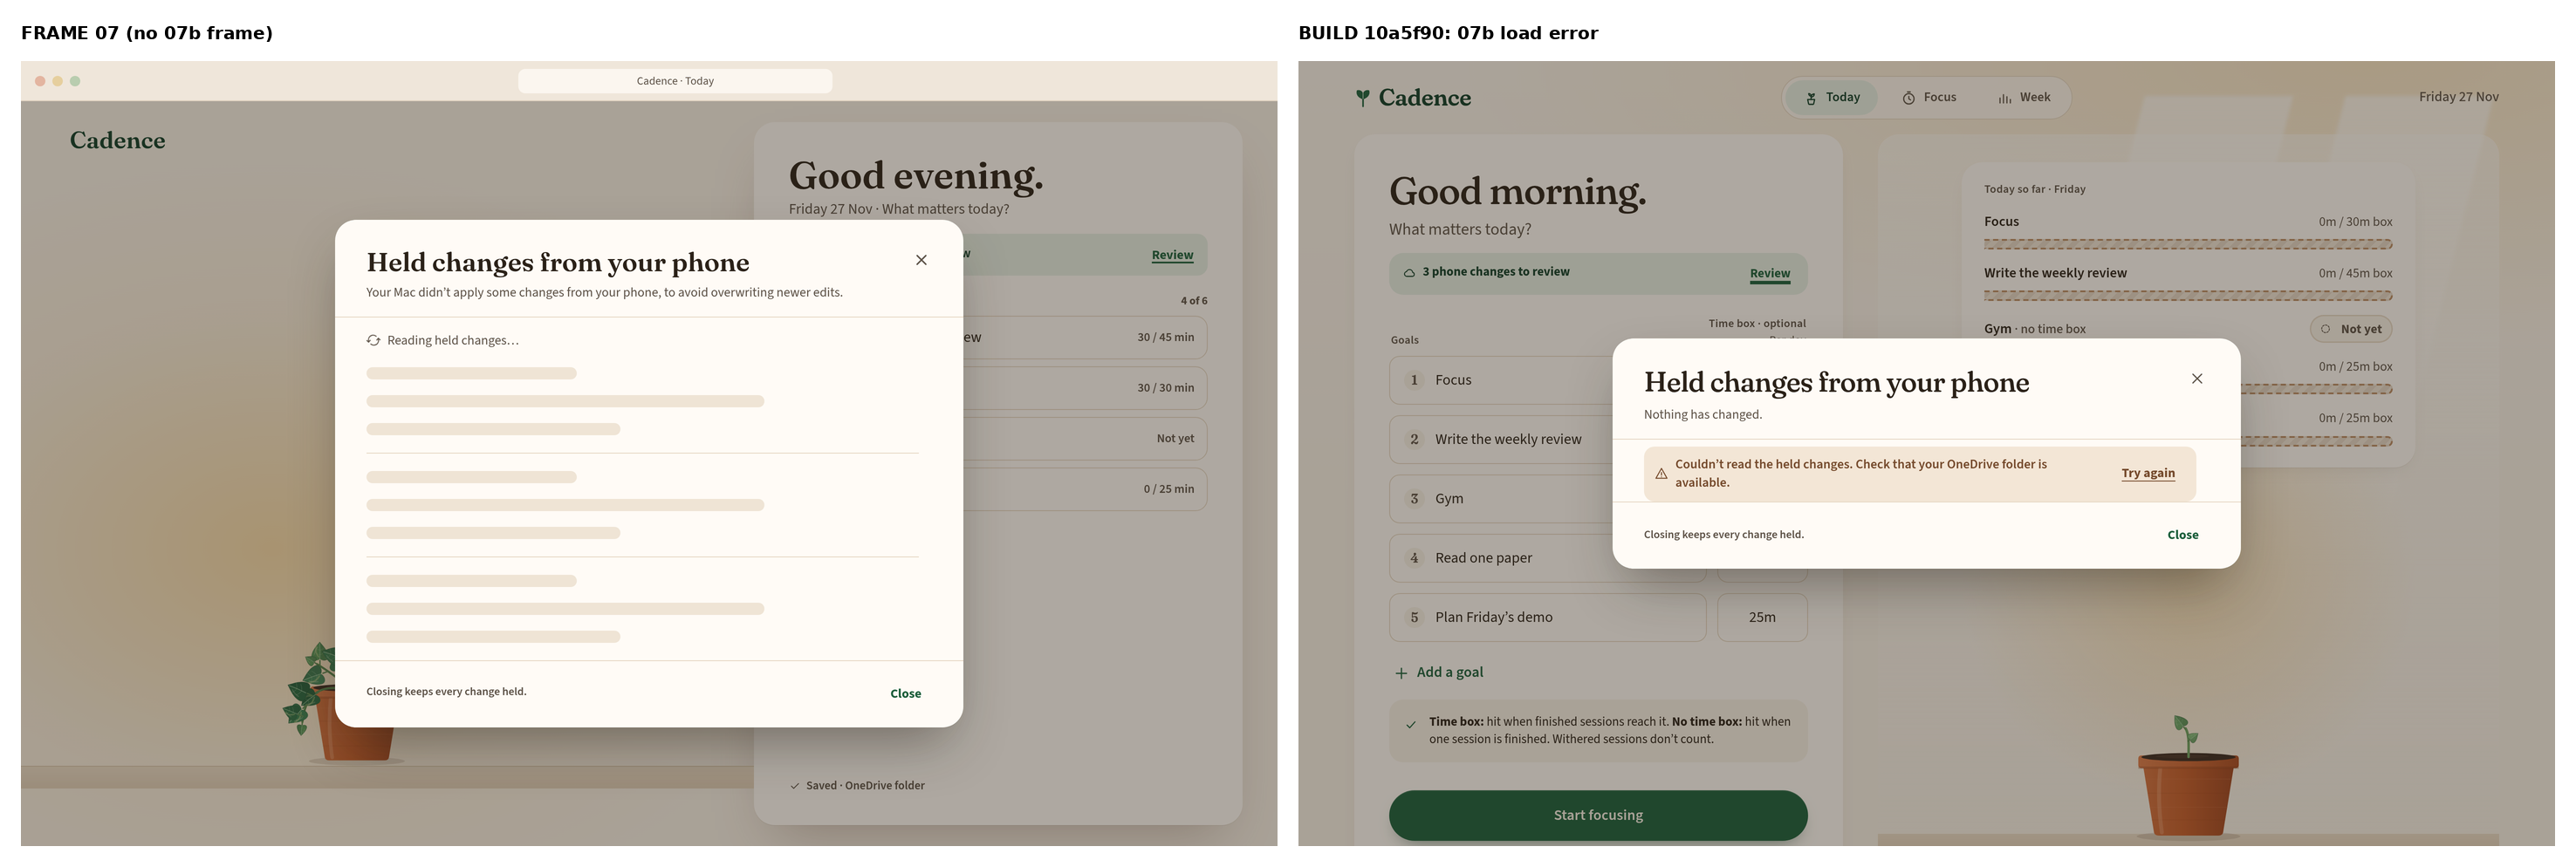 FRAME 07 (no 07b frame)
Cadence · Today
Cadence
Good evening.
Friday 27 Nov · What matters today?
Review
4 of 6
30 / 45 min
30 / 30 min
Not yet
0 / 25 min
Saved · OneDrive folder
Held changes from your phone
Your Mac didn’t apply some changes from your phone, to avoid overwriting newer edits.
Reading held changes…
Closing keeps every change held.
Close
BUILD 10a5f90: 07b load error
Cadence
Today
Focus
Week
Friday 27 Nov
Good morning.
What matters today?
3 phone changes to review
Review
Time box · optional
Goals
1 Focus
2 Write the weekly review
3 Gym
4 Read one paper
5 Plan Friday’s demo
25m
Add a goal
Time box: hit when finished sessions reach it. No time box: hit when
one session is finished. Withered sessions don’t count.
Start focusing
Today so far · Friday
Focus
0m / 30m box
Write the weekly review
0m / 45m box
Gym · no time box
Not yet
0m / 25m box
0m / 25m box
Held changes from your phone
Nothing has changed.
Couldn’t read the held changes. Check that your OneDrive folder is
available.
Try again
Closing keeps every change held.
Close